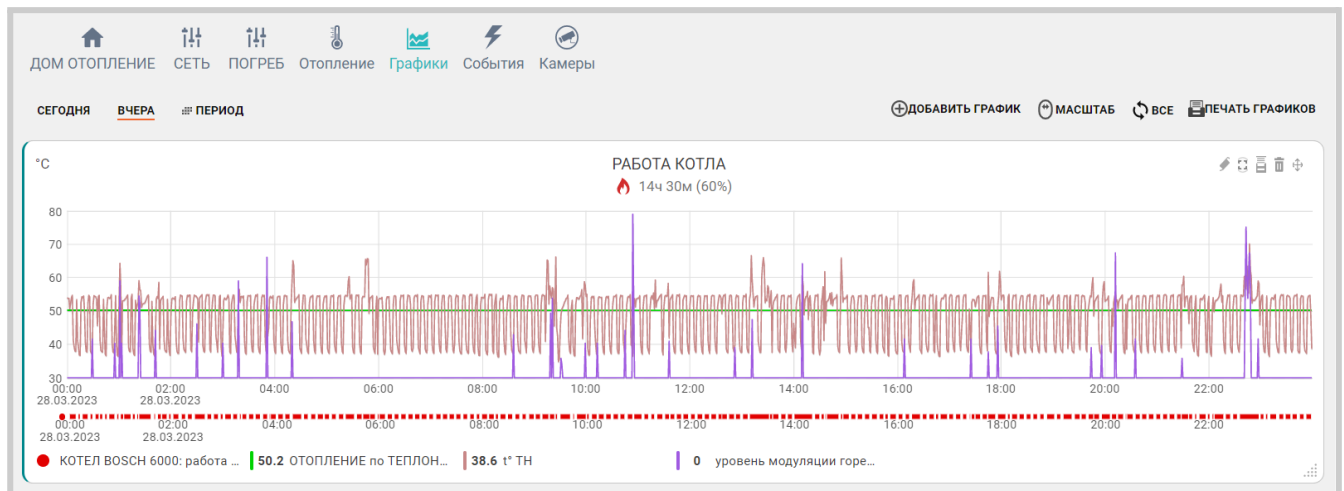 ДОМ ОТОПЛЕНИЕ СЕТЬ ПОГРЕБ Отопление Графики События Камеры
СЕГОДНЯ ВЧЕРА ПЕРИОД ДОБАВИТЬ ГРАФИК МАСШТАБ ВСЕ ПЕЧАТЬ ГРАФИКОВ
°C РАБОТА КОТЛА
14ч 30м (60%)
80
70
60
50
40
30
00:00 02:00 04:00 06:00 08:00 10:00 12:00 14:00 16:00 18:00 20:00 22:00
28.03.2023 28.03.2023
00:00 02:00 04:00 06:00 08:00 10:00 12:00 14:00 16:00 18:00 20:00 22:00
28.03.2023 28.03.2023
КОТЕЛ BOSCH 6000: работа ... 50.2 ОТОПЛЕНИЕ по ТЕПЛОН... 38.6 t° ТН 0 уровень модуляции горе...